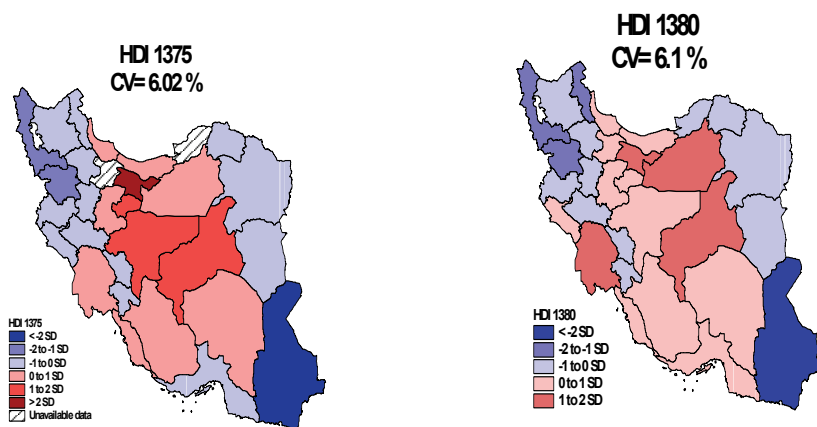 HDI 1375
CV= 6.02 %
HDI 1375
< -2 SD
-2 to -1 SD
-1 to 0 SD
0 to 1 SD
1 to 2 SD
>2 SD
Unavailable data
HDI 1380
CV= 6.1 %
HDI 1380
< -2 SD
-2 to -1 SD
-1 to 0 SD
0 to 1 SD
1 to 2 SD